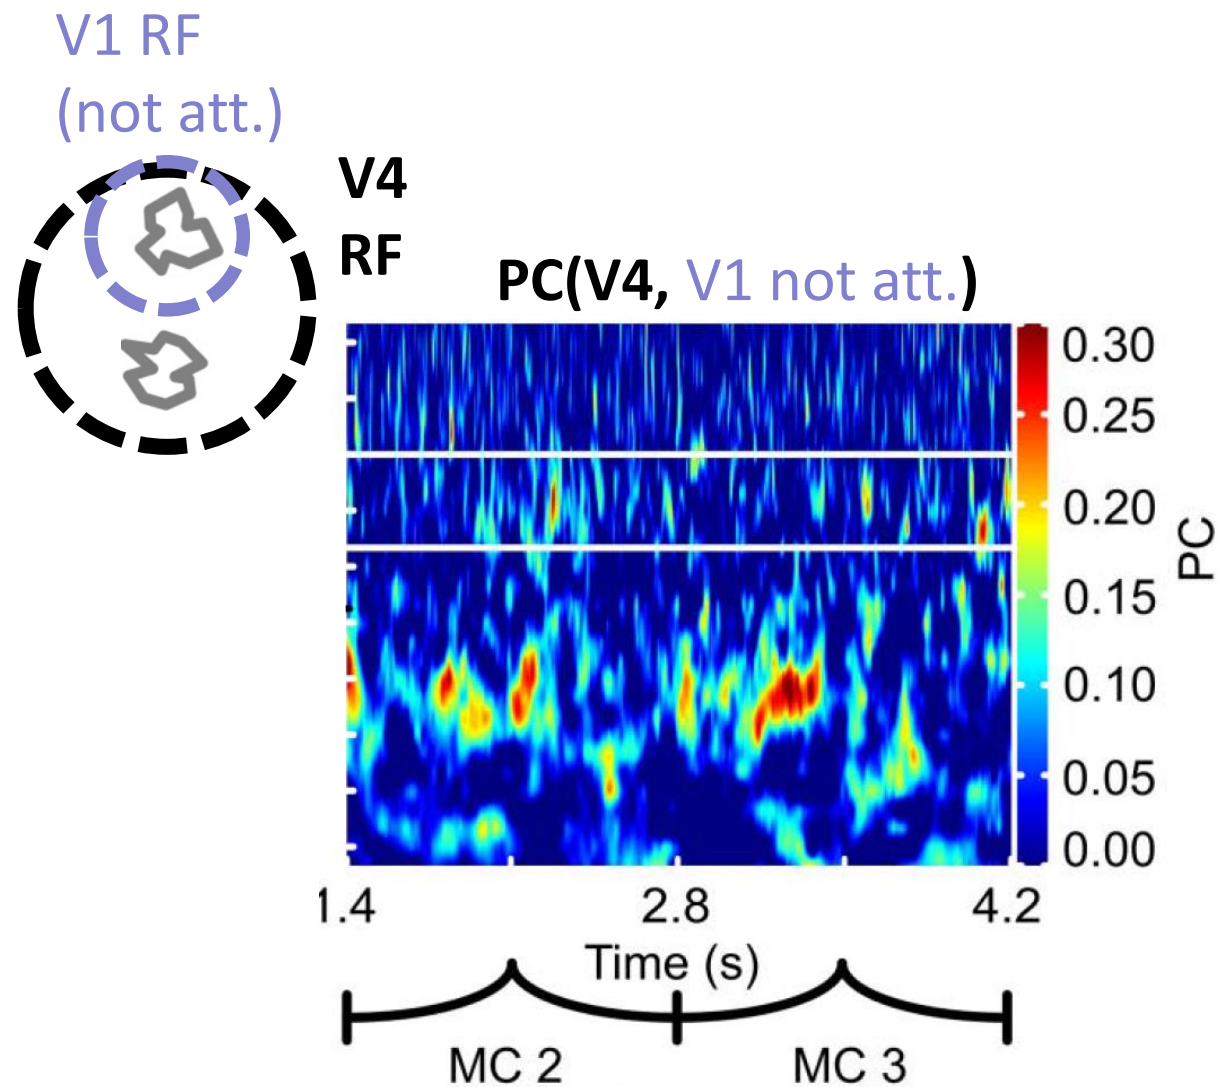 V1 RF
(not att.)
V4
RF
PC(V4, V1 not att.)
0.30
0.25
0.20
0.15
0.10
0.05
0.00
PC
1.4 2.8 4.2
Time (s)
MC 2 MC 3